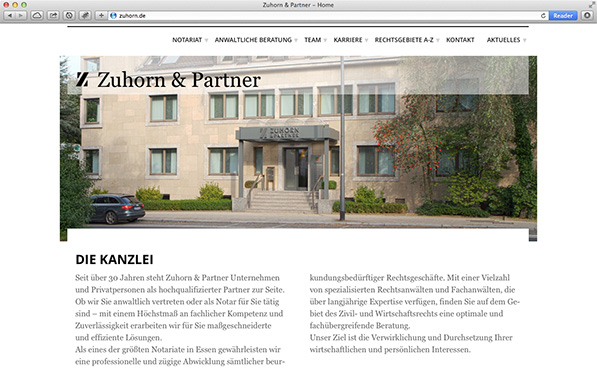 Zuhorn & Partner – Home
zuhorn.de
Reader
NOTARIAT ANWALTLICHE BERATUNG TEAM KARRIERE RECHTSGEBIETE A-Z KONTAKT AKTUELLES
Zuhorn & Partner
ZUHORN
& PARTNER
DIE KANZLEI
Seit über 30 Jahren steht Zuhorn & Partner Unternehmen
und Privatpersonen als hochqualifizierter Partner zur Seite.
Ob wir Sie anwaltlich vertreten oder als Notar für Sie tätig
sind – mit einem Höchstmaß an fachlicher Kompetenz und
Zuverlässigkeit erarbeiten wir für Sie maßgeschneiderte
und effiziente Lösungen.
Als eines der größten Notariate in Essen gewährleisten wir
eine professionelle und zügige Abwicklung sämtlicher beur-
kundungsbedürftiger Rechtsgeschäfte. Mit einer Vielzahl
von spezialisierten Rechtsanwälten und Fachanwälten, die
über langjährige Expertise verfügen, finden Sie auf dem Ge-
biet des Zivil- und Wirtschaftsrechts eine optimale und
fachübergreifende Beratung.
Unser Ziel ist die Verwirklichung und Durchsetzung Ihrer
wirtschaftlichen und persönlichen Interessen.